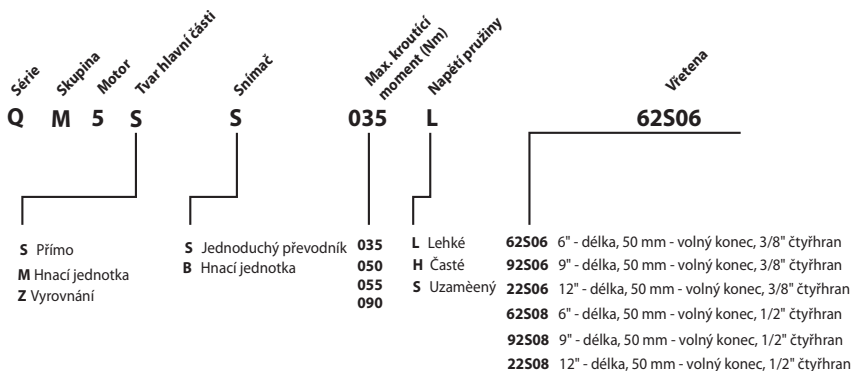 Série Skupina Motor Tvar hlavní části Snímač Max. kroutící moment (Nm) Napětí pružiny Vřetena
Q M 5 S S 035 L 62S06
S Přímo
M Hnací jednotka
Z Vyrovnání
S Jednoduchý převodník
B Hnací jednotka
035
050
055
090
L Lehké
H Časté
S Uzamèený
62S06 6" - délka, 50 mm - volný konec, 3/8" čtyřhran
92S06 9" - délka, 50 mm - volný konec, 3/8" čtyřhran
22S06 12" - délka, 50 mm - volný konec, 3/8" čtyřhran
62S08 6" - délka, 50 mm - volný konec, 1/2" čtyřhran
92S08 9" - délka, 50 mm - volný konec, 1/2" čtyřhran
22S08 12" - délka, 50 mm - volný konec, 1/2" čtyřhran